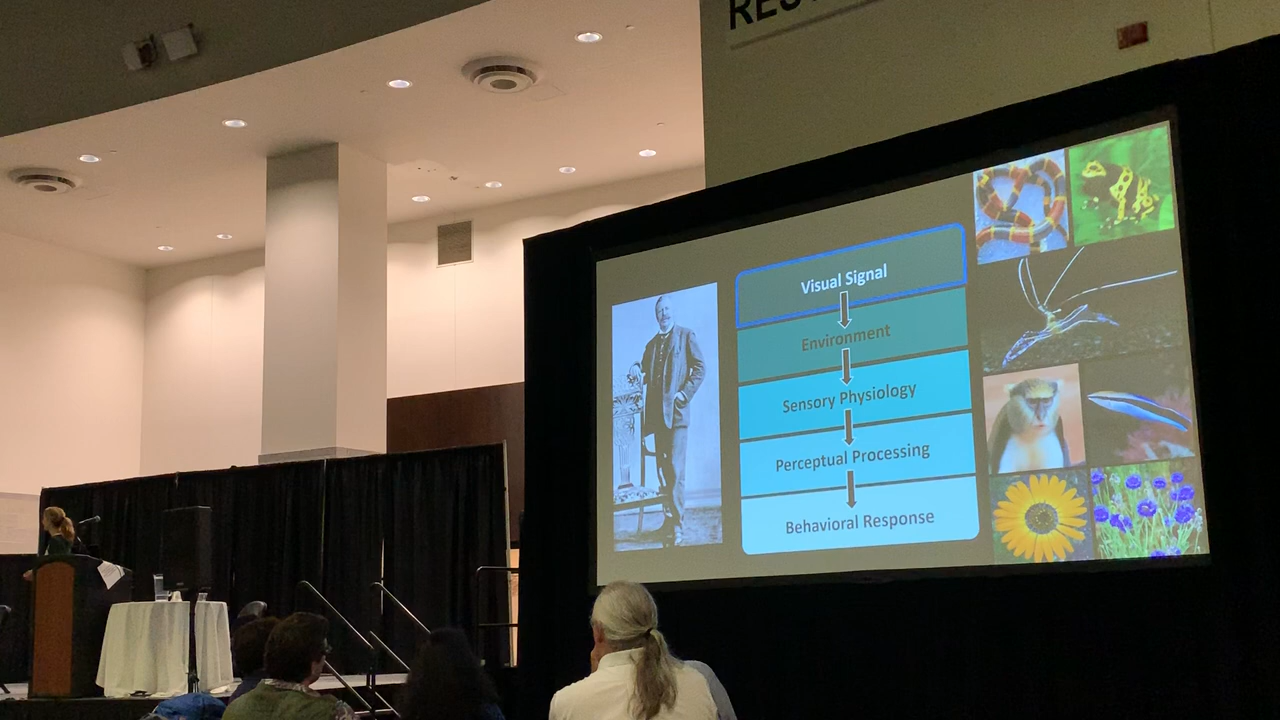 Visual Signal
Environment
Sensory Physiology
Perceptual Processing
Behavioral Response